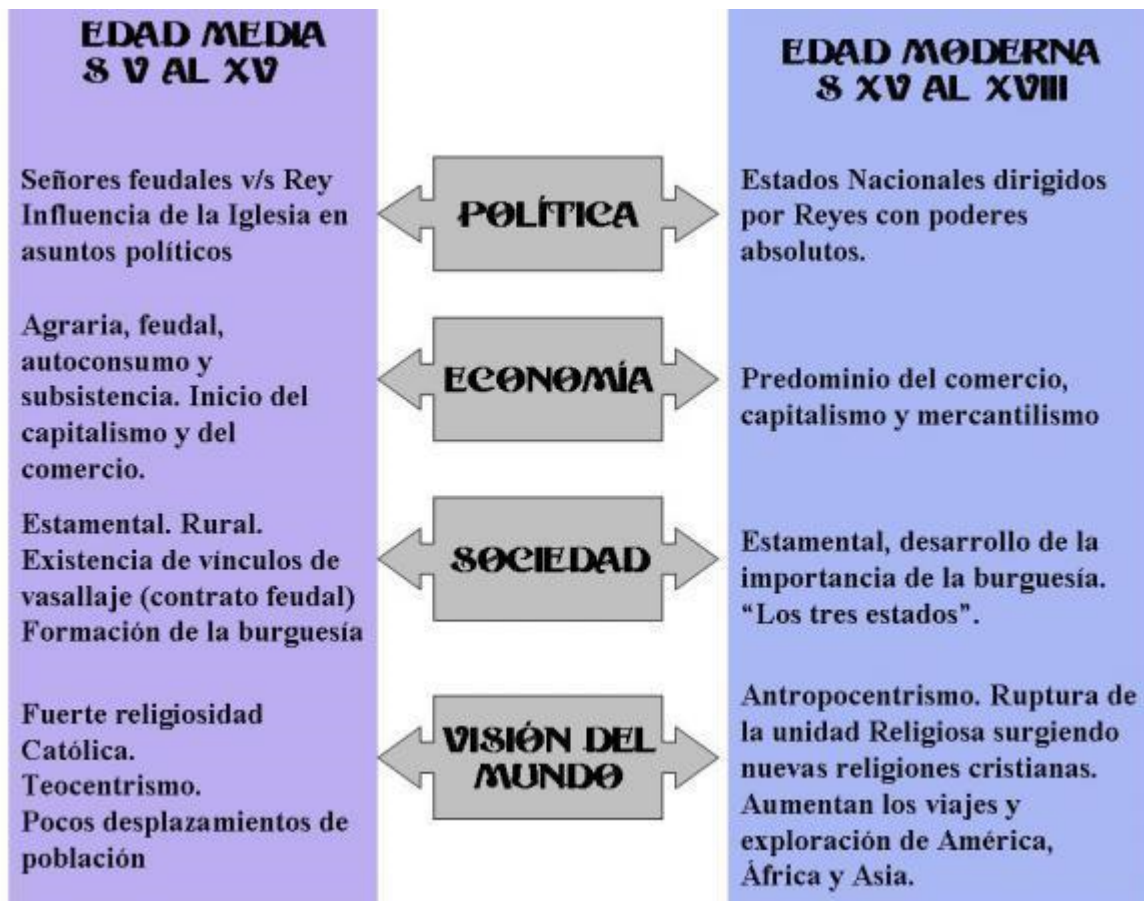 EDAD MEDIA
S V AL XV
Señores feudales v/s Rey
Influencia de la Iglesia en
asuntos políticos
Agraria, feudal,
autoconsumo y
subsistencia. Inicio del
capitalismo y del
comercio.
Estamental. Rural.
Existencia de vínculos de
vasallaje (contrato feudal)
Formación de la burguesía
Fuerte religiosidad
Católica.
Teocentrismo.
Pocos desplazamientos de
población
POLÍTICA
ECONOMÍA
SOCIEDAD
VISIÓN DEL
MUNDO
EDAD MODERNA
S XV AL XVIII
Estados Nacionales dirigidos
por Reyes con poderes
absolutos.
Predominio del comercio,
capitalismo y mercantilismo
Estamental, desarrollo de la
importancia de la burguesía.
“Los tres estados”.
Antropocentrismo. Ruptura de
la unidad Religiosa surgiendo
nuevas religiones cristianas.
Aumentan los viajes y
exploración de América,
África y Asia.